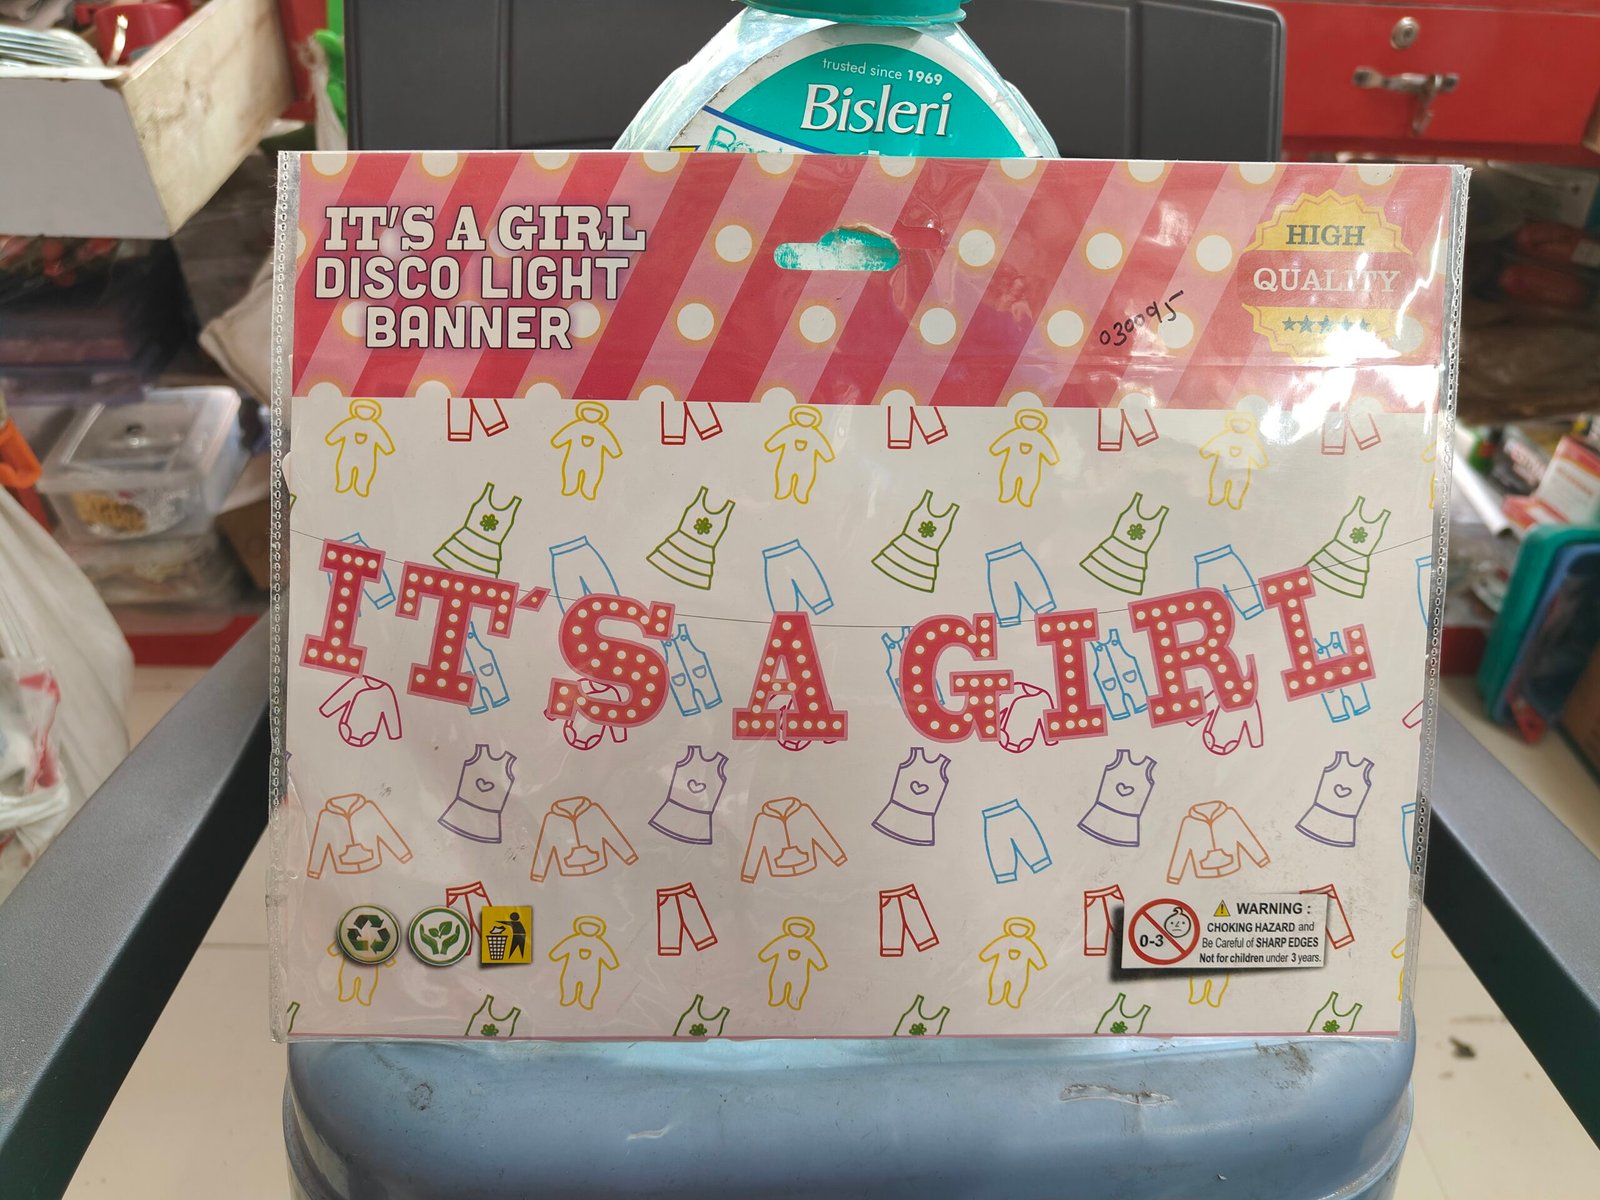 trusted since 1969
Bisleri
IT'S A GIRL
DISCO LIGHT
BANNER
HIGH
QUALITY
030095
IT'S A GIRL
0-3
WARNING :
CHOKING HAZARD and
Be Careful of SHARP EDGES
Not for children under 3 years.